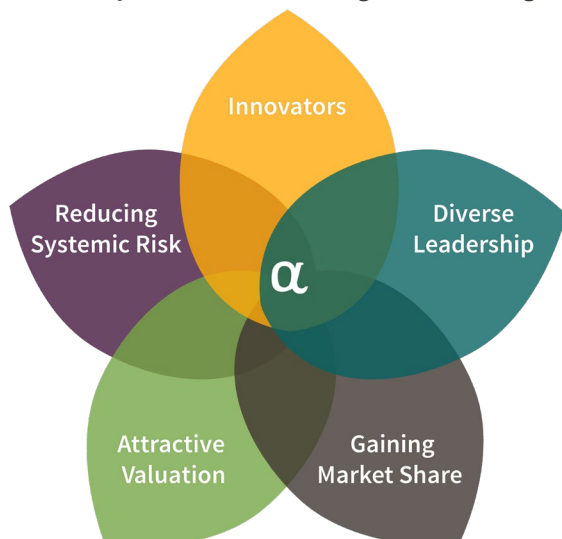 Innovators
Reducing
Systemic Risk
Diverse
Leadership
α
Attractive
Valuation
Gaining
Market Share